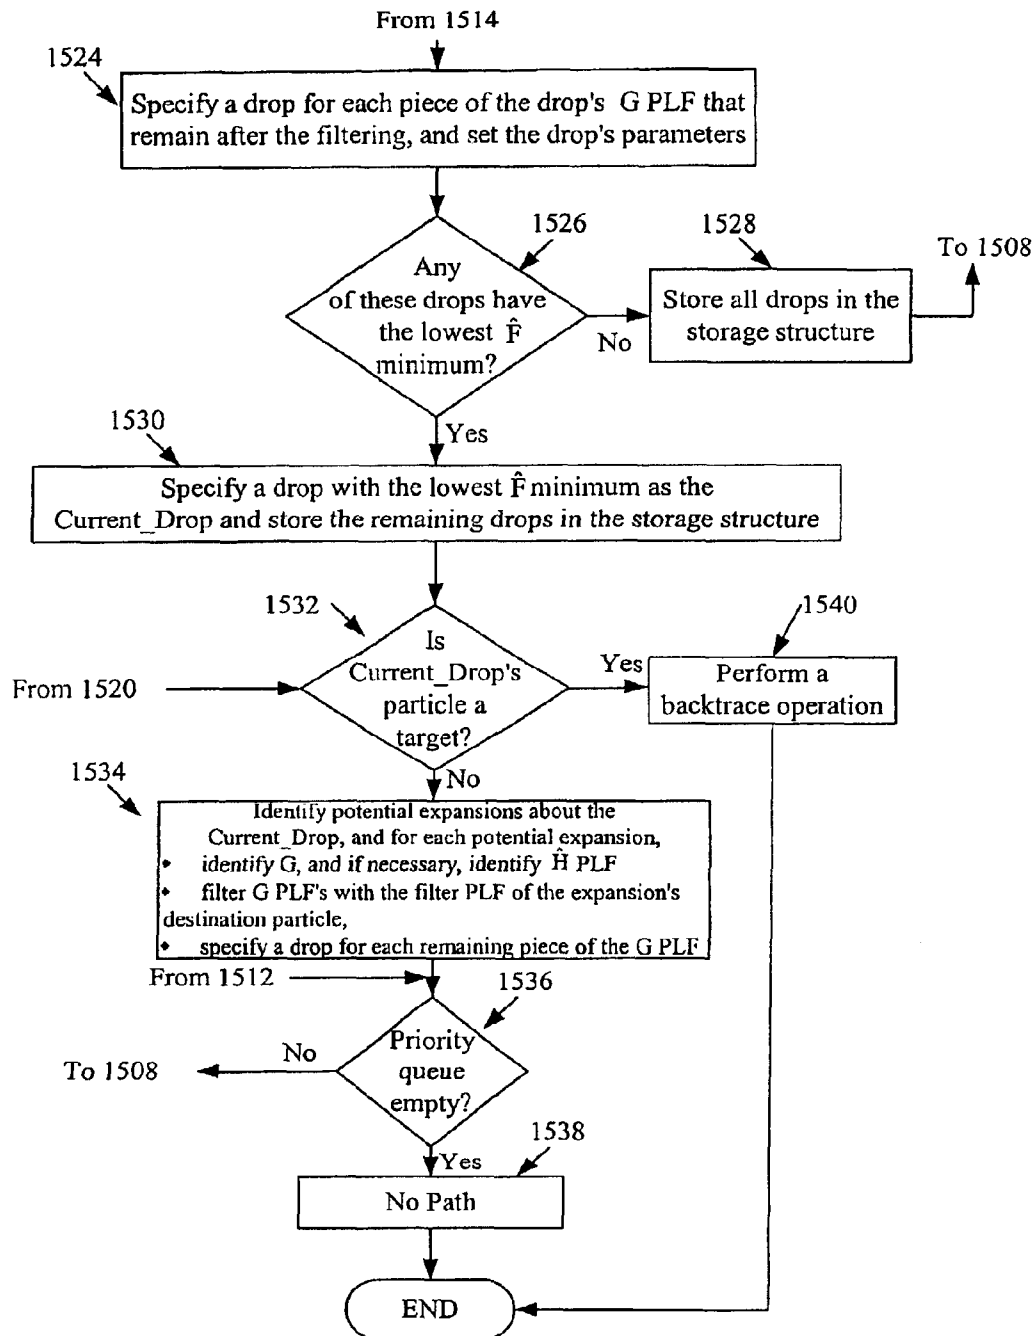 From 1514
1524
Specify a drop for each piece of the drop's G PLF that
remain after the filtering, and set the drop's parameters
1526
Any
of these drops have
the lowest F̂
minimum?
No
1528
Store all drops in the
storage structure
To 1508
Yes
1530
Specify a drop with the lowest F̂ minimum as the
Current_Drop and store the remaining drops in the storage structure
1532
Is
Current_Drop's
particle a
target?
From 1520
Yes
1540
Perform a
backtrace operation
No
1534
Identify potential expansions about the
Current_Drop, and for each potential expansion,
• identify G, and if necessary, identify Ĥ PLF
• filter G PLF's with the filter PLF of the expansion's
destination particle,
• specify a drop for each remaining piece of the G PLF
From 1512
1536
Priority
queue
empty?
No
To 1508
Yes
1538
No Path
END